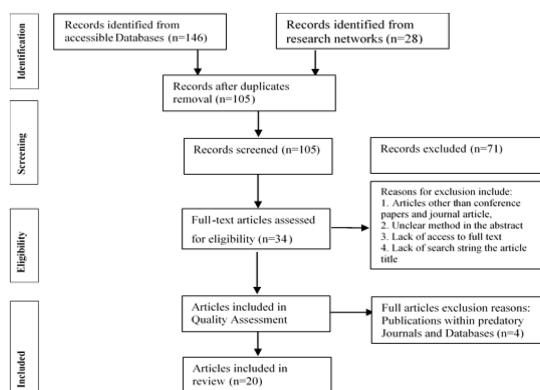 Records identified from
accessible Databases (n=146)
Records identified from
research networks (n=28)
Identification
Records after duplicates
removal (n=105)
Screening
Records screened (n=105)
Records excluded (n=71)
Reasons for exclusion include:
1. Articles other than conference
papers and journal article,
2. Unclear method in the abstract
3. Lack of access to full text
4. Lack of search string the article
title
Full-text articles assessed
for eligibility (n=34)
Eligibility
Articles included in
Quality Assessment
Full articles exclusion reasons:
Publications within predatory
Journals and Databases (n=4)
Included
Articles included in
review (n=20)